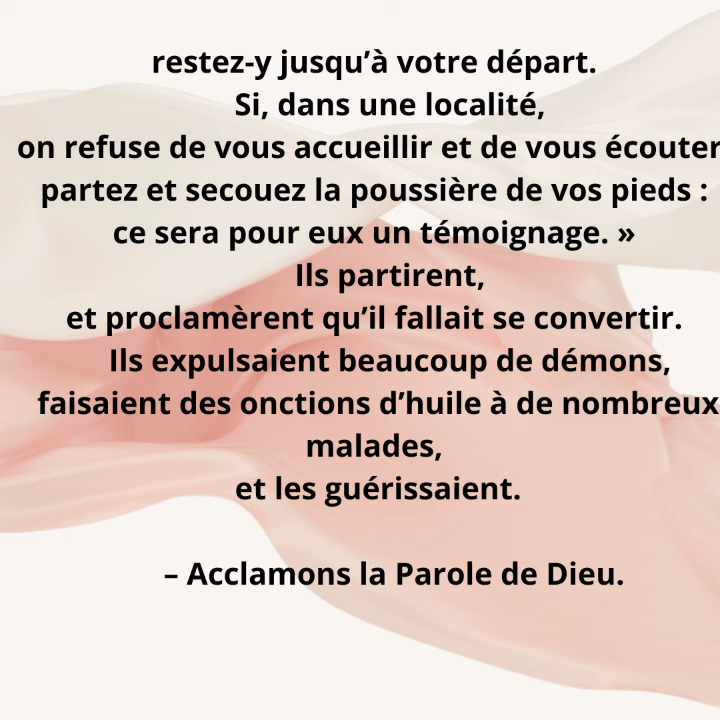 restez-y jusqu’à votre départ.
Si, dans une localité,
on refuse de vous accueillir et de vous écouter
partez et secouez la poussière de vos pieds :
ce sera pour eux un témoignage. »
Ils partirent,
et proclamèrent qu’il fallait se convertir.
Ils expulsaient beaucoup de démons,
faisaient des onctions d’huile à de nombreux
malades,
et les guérissaient.
– Acclamons la Parole de Dieu.